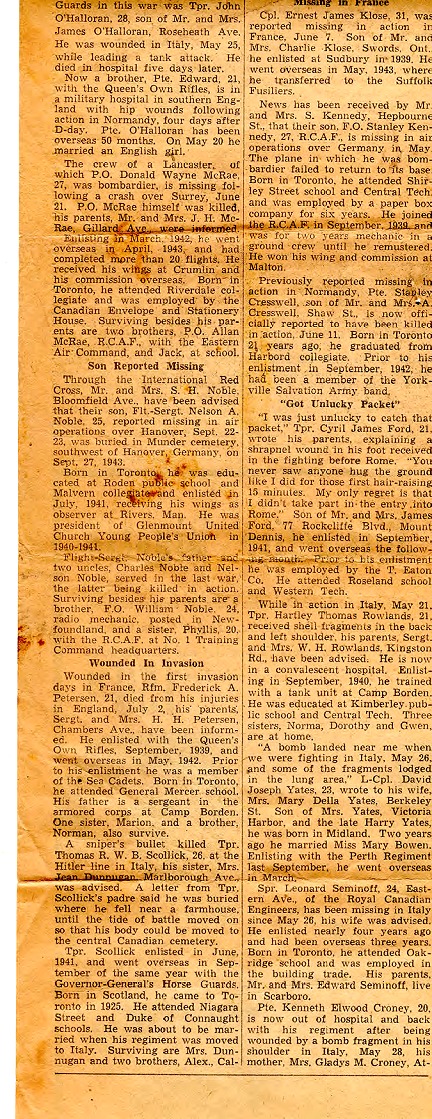 Guards in this war was Tpr. John
O'Halloran, 28, son of Mr. and Mrs.
James O'Halloran, Roseheath Ave.
He was wounded in Italy, May 25,
while leading a tank attack. He
died in hospital five days later.
Now a brother, Pte. Edward, 21,
with the Queen's Own Rifles, is in
a military hospital in southern Eng-
land with hip wounds following
action in Normandy, four days after
D-day. Pte. O'Halloran has been
overseas 50 months. On May 20 he
married an English girl.
The crew of a Lancaster, of
which P.O. Donald Wayne McRae,
27, was bombardier, is missing fol-
lowing a crash over Surrey, June
21. P.O. McRae himself was killed,
his parents, Mr. and Mrs. J. H. Mc-
Rae, Gillard Ave., were informed.
Enlisting in March, 1942, he went
overseas in April, 1943, and had
completed more than 20 flights. He
received his wings at Crumlin and
his commission overseas. Born in
Toronto, he attended Riverdale col-
legiate and was employed by the
Canadian Envelope and Stationery
House. Surviving besides his par-
ents are two brothers, P.O. Allan
McRae, R.C.A.F., with the Eastern
Air Command, and Jack, at school.
Son Reported Missing
Through the International Red
Cross, Mr. and Mrs. S. H. Noble,
Bloomfield Ave., have been advised
that their son, Flt.-Sergt. Nelson A.
Noble, 25, reported missing in air
operations over Hanover, Sept. 22-
23, was buried in Munder cemetery,
southwest of Hanover, Germany, on
Sept. 27, 1943.
Born in Toronto, he was edu-
cated at Roden public school and
Malvern collegiate and enlisted in
July, 1941, receiving his wings as
observer at Rivers, Man. He was
president of Glenmount United
Church Young People's Union in
1940-1941.
Flight-Sergt. Noble's father and
two uncles, Charles Noble and Nel-
son Noble, served in the last war,
the latter being killed in action.
Surviving besides his parents are a
brother, F.O. William Noble, 24,
radio mechanic, posted in New-
foundland, and a sister, Phyllis, 20,
with the R.C.A.F. at No. 1 Training
Command headquarters.
Wounded In Invasion
Wounded in the first invasion
days in France, Rfm. Frederick A.
Petersen, 21, died from his injuries
in England, July 2, his parents,
Sergt. and Mrs. H. H. Petersen,
Chambers Ave., have been inform-
ed. He enlisted with the Queen's
Own Rifles, September, 1939, and
went overseas in May, 1942. Prior
to his enlistment he was a member
of the Sea Cadets. Born in Toronto,
he attended General Mercer school.
His father is a sergeant in the
armored corps at Camp Borden.
One sister, Marion, and a brother,
Norman, also survive.
A sniper's bullet killed Tpr.
Thomas R. W. B. Scollick, 26, at the
Hitler line in Italy, his sister, Mrs.
Jean Dunnugan, Marlborough Ave.,
was advised. A letter from Tpr.
Scollick's padre said he was buried
where he fell near a farmhouse,
until the tide of battle moved on
so that his body could be moved to
the central Canadian cemetery.
Tpr. Scollick enlisted in June,
1941, and went overseas in Sep-
tember of the same year with the
Governor-General's Horse Guards.
Born in Scotland, he came to To-
ronto in 1925. He attended Niagara
Street and Duke of Connaught
schools. He was about to be mar-
ried when his regiment was moved
to Italy. Surviving are Mrs. Dun-
nugan and two brothers, Alex., Cal-
Missing in France
Cpl. Ernest James Klose, 31, was
reported missing in action in
France, June 7. Son of Mr. and
Mrs. Charlie Klose, Swords, Ont.,
he enlisted at Sudbury in 1939. He
went overseas in May, 1943, where
he transferred to the Suffolk
Fusiliers.
News has been received by Mr.
and Mrs. S. Kennedy, Hepbourne
St., that their son, F.O. Stanley Ken-
nedy, 27, R.C.A.F., is missing in air
operations over Germany in May.
The plane in which he was bom-
bardier failed to return to its base.
Born in Toronto, he attended Shir-
ley Street school and Central Tech.
and was employed by a paper box
company for six years. He joined
the R.C.A.F. in September, 1939, and
was for two years mechanic in a
ground crew until he remustered.
He won his wing and commission at
Malton.
Previously reported missing in
action in Normandy, Pte. Stanley
Cresswell, son of Mr. and Mrs. A.
Cresswell, Shaw St., is now offi-
cially reported to have been killed
in action, June 11. Born in Toronto
21 years ago, he graduated from
Harbord collegiate. Prior to his
enlistment in September, 1942, he
had been a member of the York-
ville Salvation Army band.
"Got Unlucky Packet"
"I was just unlucky to catch that
packet," Tpr. Cyril James Ford, 21,
wrote his parents, explaining a
shrapnel wound in his foot received
in the fighting before Rome. "You
never saw anyone hug the ground
like I did for those first hair-raising
15 minutes. My only regret is that
I didn't take part in the entry into
Rome." Son of Mr. and Mrs. James
Ford, 77 Rockcliffe Blvd., Mount
Dennis, he enlisted in September,
1941, and went overseas the follow-
ing month. Prior to his enlistment
he was employed by the T. Eaton
Co. He attended Roseland school
and Western Tech.
While in action in Italy, May 21,
Tpr. Hartley Thomas Rowlands, 21,
received shell fragments in the back
and left shoulder, his parents, Sergt.
and Mrs. W. H. Rowlands, Kingston
Rd., have been advised. He is now
in a convalescent hospital. Enlist-
ing in September, 1940, he trained
with a tank unit at Camp Borden.
He was educated at Kimberley pub-
lic school and Central Tech. Three
sisters, Norma, Dorothy and Gwen,
are at home.
"A bomb landed near me when
we were fighting in Italy, May 26,
and some of the fragments lodged
in the lung area," L-Cpl. David
Joseph Yates, 23, wrote to his wife,
Mrs. Mary Della Yates, Berkeley
St. Son of Mrs. Yates, Victoria
Harbor, and the late Harry Yates,
he was born in Midland. Two years
ago he married Miss Mary Bowen.
Enlisting with the Perth Regiment
last September, he went overseas
in March.
Spr. Leonard Seminoff, 24, East-
ern Ave., of the Royal Canadian
Engineers, has been missing in Italy
since May 26, his wife was advised.
He enlisted nearly four years ago
and had been overseas three years.
Born in Toronto, he attended Oak-
ridge school and was employed in
the building trade. His parents,
Mr. and Mrs. Edward Seminoff, live
in Scarboro.
Pte. Kenneth Elwood Croney, 20,
is now out of hospital and back
with his regiment after being
wounded by a bomb fragment in his
shoulder in Italy, May 28, his
mother, Mrs. Gladys M. Croney, At-